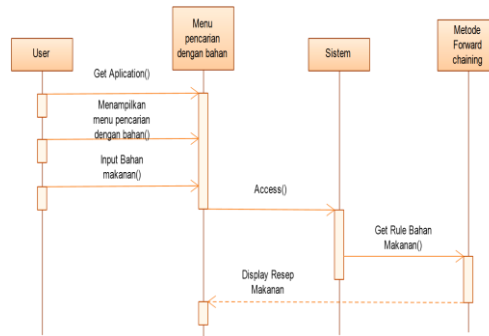 User
Menu
pencarian
dengan bahan
Sistem
Metode
Forward
chaining
Get Aplication()
Menampilkan
menu pencarian
dengan bahan()
Input Bahan
makanan()
Access()
Get Rule Bahan
Makanan()
Display Resep
Makanan